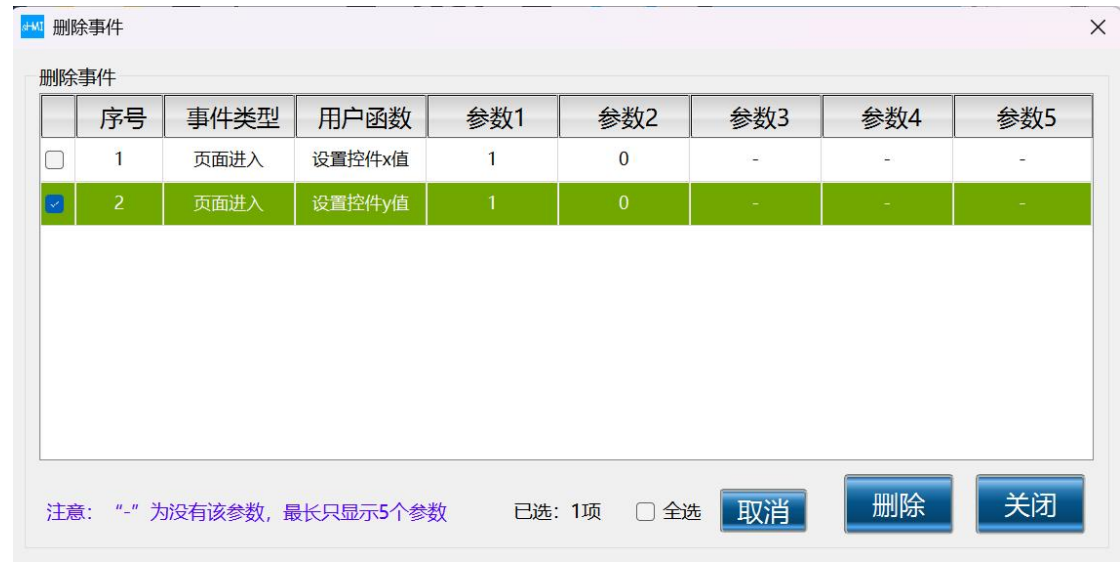 sHMI 删除事件
删除事件
序号 事件类型 用户函数 参数1 参数2 参数3 参数4 参数5
1 页面进入 设置控件x值 1 0 - - -
2 页面进入 设置控件y值 1 0 - - -
注意： “-” 为没有该参数，最长只显示5个参数 已选：1项 全选 取消 删除 关闭